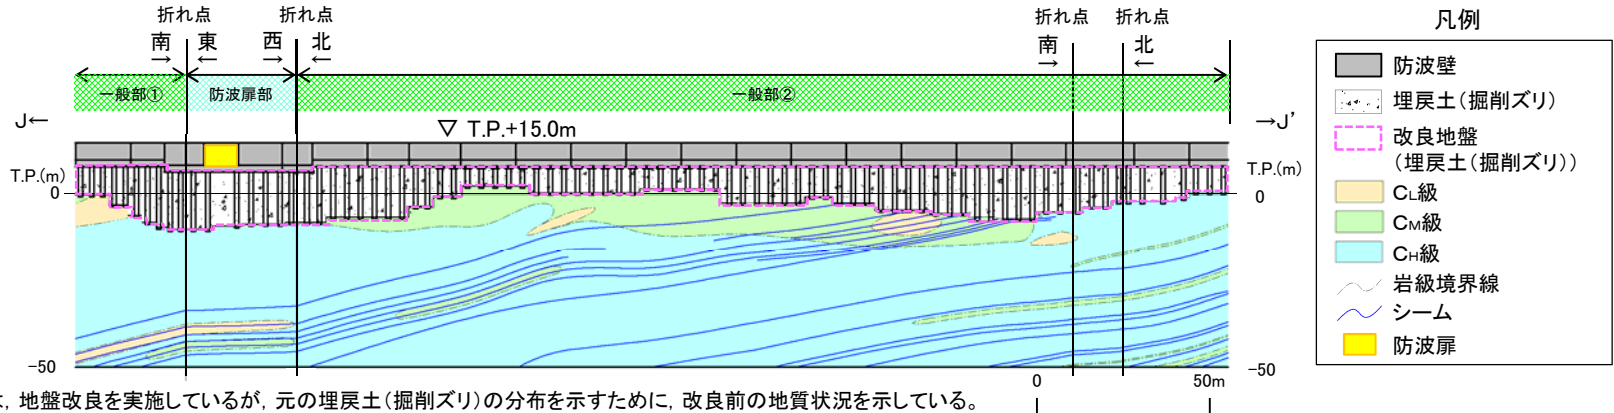 折れ点 折れ点 折れ点 折れ点 凡例
南 東 西 北 南 北
→ ← → ← → ←
一般部① 防波扉部 一般部②
J← →J’
▽ T.P.+15.0m
T.P.(m) T.P.(m)
0 0
-50 -50
0 50m
防波壁
埋戻土(掘削ズリ)
改良地盤
(埋戻土(掘削ズリ))
CL級
CM級
CH級
岩級境界線
シーム
防波扉
,地盤改良を実施しているが,元の埋戻土(掘削ズリ)の分布を示すために,改良前の地質状況を示している。